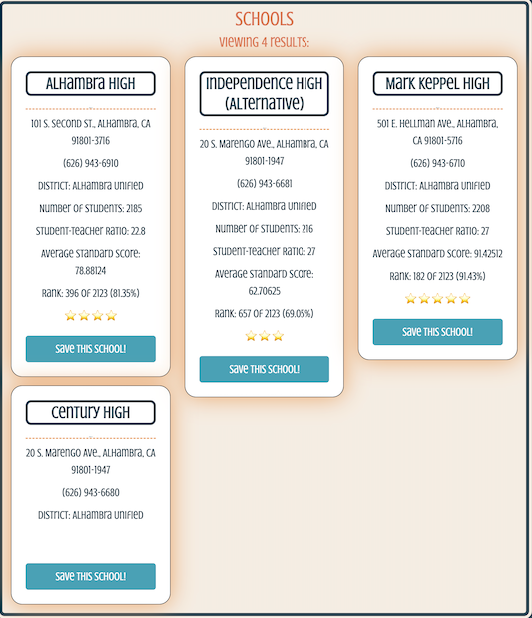 SCHOOLS
Viewing 4 results:
Alhambra High
101 S. Second St., Alhambra, CA
91801-3716
(626) 943-6910
District: Alhambra Unified
Number of Students: 2185
Student-Teacher Ratio: 22.8
Average Standard Score:
78.88124
Rank: 396 of 2123 (81.35%)
Save This School!
Independence High
(Alternative)
20 S. Marengo Ave., Alhambra, CA
91801-1947
(626) 943-6681
District: Alhambra Unified
Number of Students: 216
Student-Teacher Ratio: 27
Average Standard Score:
62.70625
Rank: 657 of 2123 (69.05%)
Save This School!
Mark Keppel High
501 E. Hellman Ave., Alhambra,
CA 91801-5716
(626) 943-6710
District: Alhambra Unified
Number of Students: 2208
Student-Teacher Ratio: 27
Average Standard Score: 91.42512
Rank: 182 of 2123 (91.43%)
Save This School!
Century High
20 S. Marengo Ave., Alhambra, CA
91801-1947
(626) 943-6680
District: Alhambra Unified
Save This School!